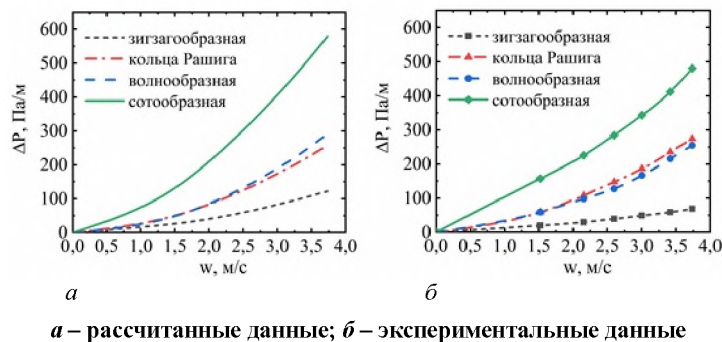 600
500
400
300
200
100
0
ΔP, Па/м
зигзагообразная
кольца Рашига
волнообразная
сотообразная
0,0 0,5 1,0 1,5 2,0 2,5 3,0 3,5 4,0
w, м/с
а
600
500
400
300
200
100
0
ΔP, Па/м
зигзагообразная
кольца Рашига
волнообразная
сотообразная
0,0 0,5 1,0 1,5 2,0 2,5 3,0 3,5 4,0
w, м/с
б
а – рассчитанные данные; б – экспериментальные данные